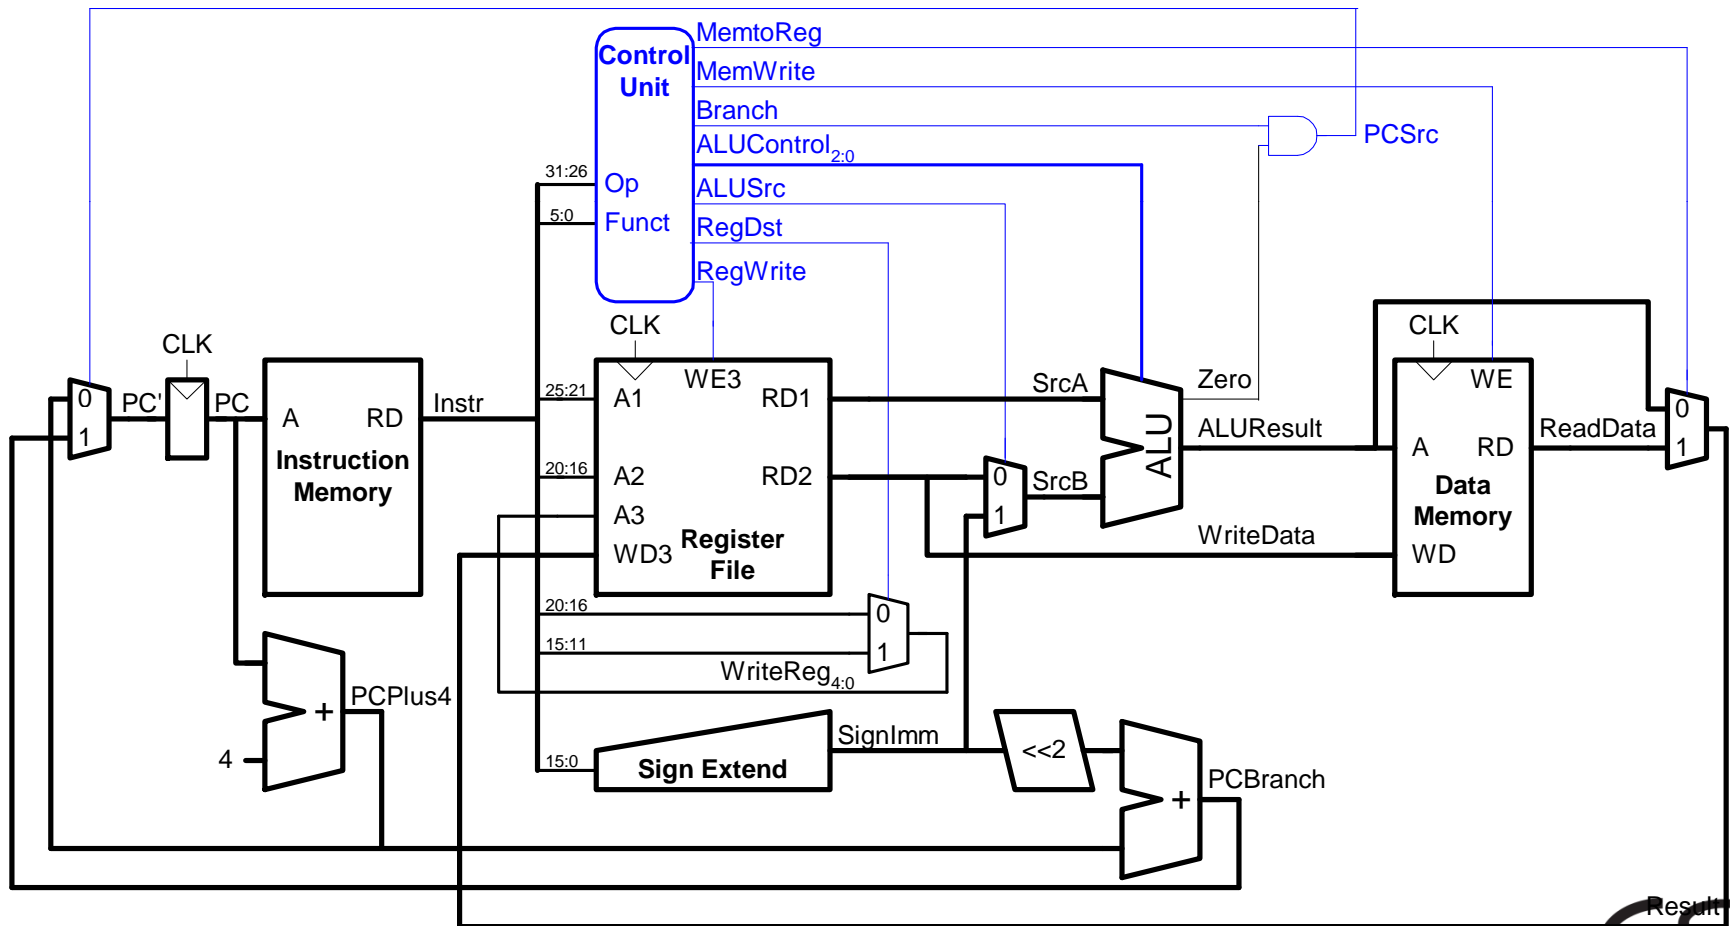 MemtoReg
Control
Unit
MemWrite
Branch
ALUControl2:0
PCSrc
31:26
Op
ALUSrc
5:0
Funct
RegDst
RegWrite
CLK
CLK
CLK
WE3
WE
0
PC'
PC
A
RD
Instr
25:21
A1
RD1
SrcA
Zero
0
1
Instruction
Memory
ALU
ALUResult
A
RD
ReadData
1
20:16
A2
RD2
0
SrcB
1
Data
Memory
A3
WD3
Register
File
WriteData
WD
20:16
0
15:11
1
WriteReg4:0
PCPlus4
+
4
SignImm
15:0
Sign Extend
<<2
PCBranch
+
Result